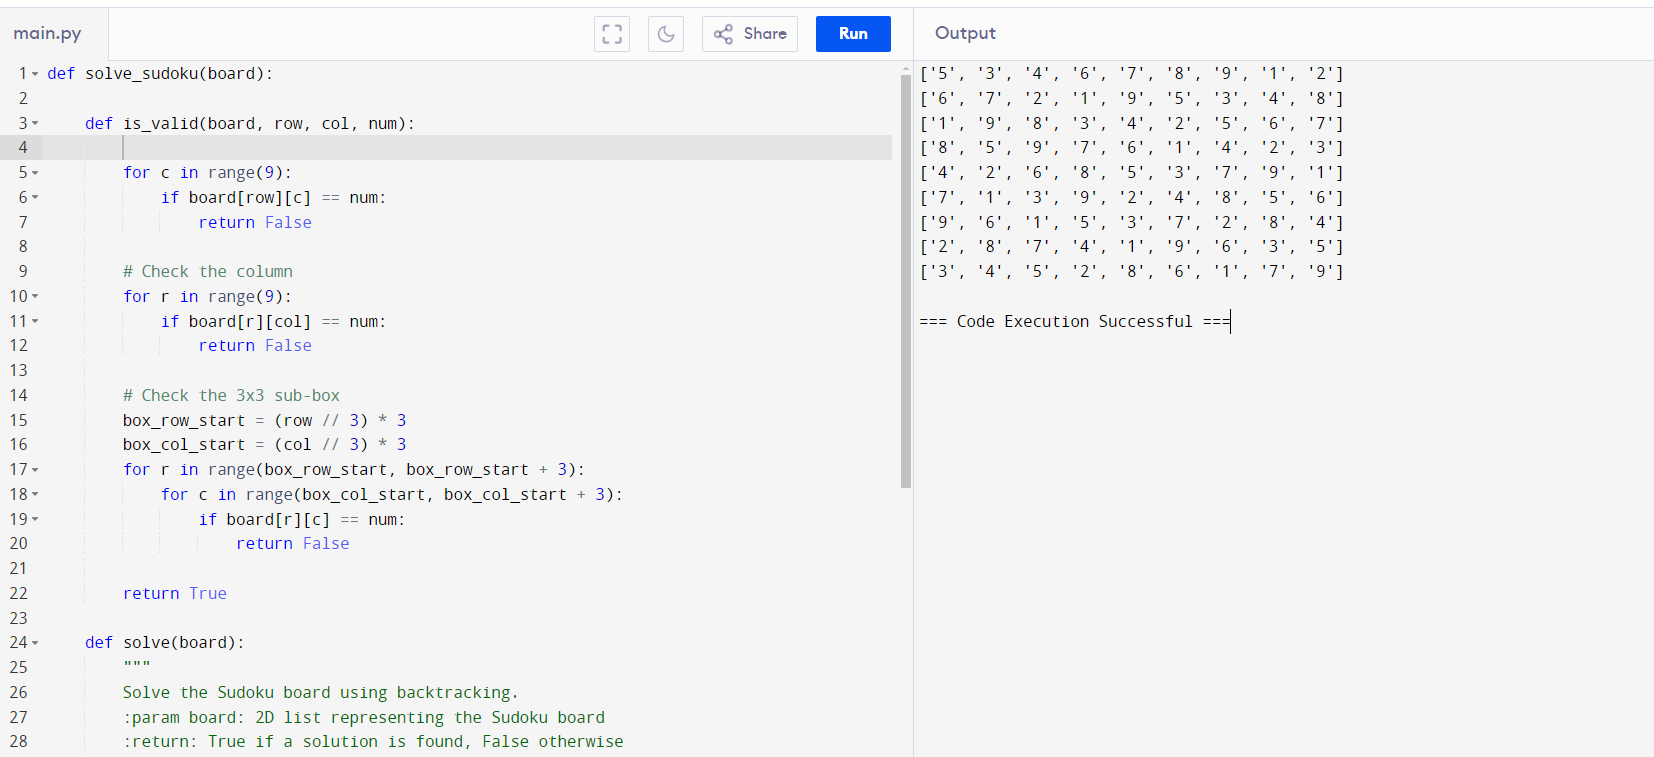 main.py
Share
Run
Output
1 def solve_sudoku(board):
2
3     def is_valid(board, row, col, num):
4
5         for c in range(9):
6             if board[row][c] == num:
7                 return False
8
9         # Check the column
10         for r in range(9):
11             if board[r][col] == num:
12                 return False
13
14         # Check the 3x3 sub-box
15         box_row_start = (row // 3) * 3
16         box_col_start = (col // 3) * 3
17         for r in range(box_row_start, box_row_start + 3):
18             for c in range(box_col_start, box_col_start + 3):
19                 if board[r][c] == num:
20                     return False
21
22         return True
23
24     def solve(board):
25         """
26         Solve the Sudoku board using backtracking.
27         :param board: 2D list representing the Sudoku board
28         :return: True if a solution is found, False otherwise
['5', '3', '4', '6', '7', '8', '9', '1', '2']
['6', '7', '2', '1', '9', '5', '3', '4', '8']
['1', '9', '8', '3', '4', '2', '5', '6', '7']
['8', '5', '9', '7', '6', '1', '4', '2', '3']
['4', '2', '6', '8', '5', '3', '7', '9', '1']
['7', '1', '3', '9', '2', '4', '8', '5', '6']
['9', '6', '1', '5', '3', '7', '2', '8', '4']
['2', '8', '7', '4', '1', '9', '6', '3', '5']
['3', '4', '5', '2', '8', '6', '1', '7', '9']
=== Code Execution Successful ===